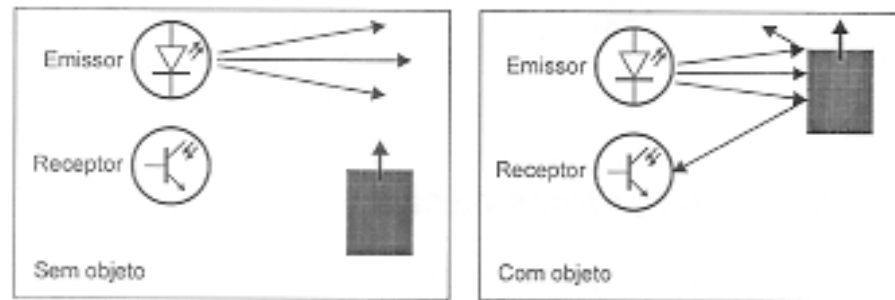 Emissor
Receptor
Sem objeto
Emissor
Receptor
Com objeto